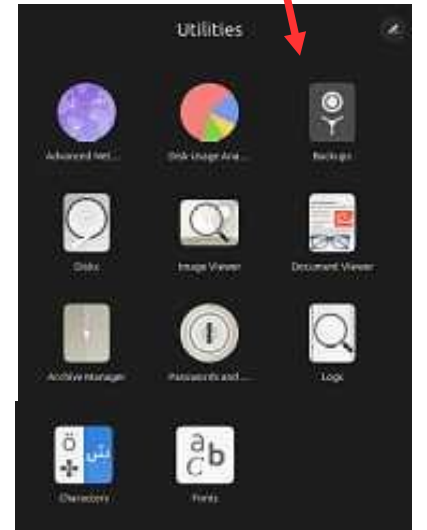 Utilities
Advanced Net...
Disk Usage Ana...
Backups
Disks
Image Viewer
Document Viewer
Archive Manager
Passwords and ...
Logs
ö
ش
Characters
a b
C
Fonts